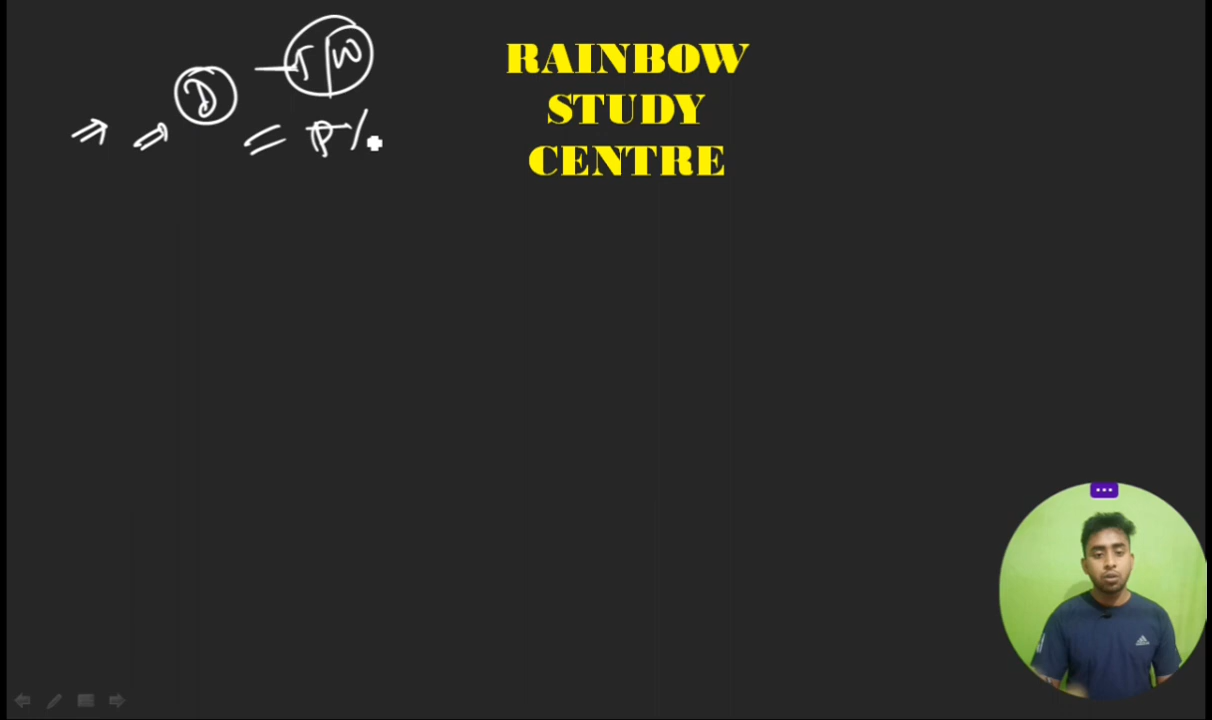 T|W
D
= P%
RAINBOW
STUDY
CENTRE